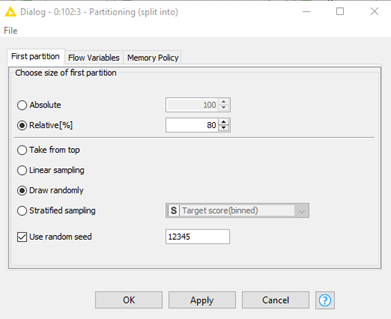 Dialog - 0:102:3 - Partitioning (split into)
File
First partition Flow Variables Memory Policy
Choose size of first partition
Absolute 100
Relative[%] 80
Take from top
Linear sampling
Draw randomly
Stratified sampling S Target score(binned)
Use random seed 12345
OK Apply Cancel ?